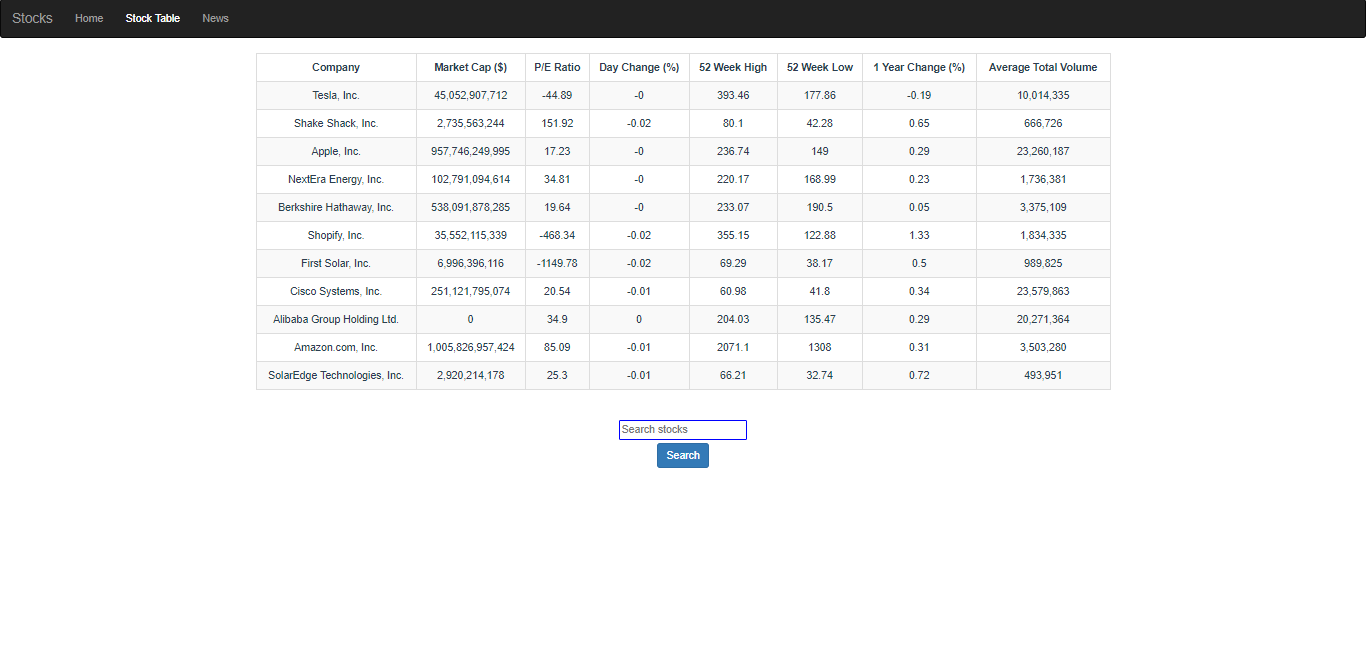 Stocks Home Stock Table News
Company Market Cap ($) P/E Ratio Day Change (%) 52 Week High 52 Week Low 1 Year Change (%) Average Total Volume
Tesla, Inc. 45,052,907,712 -44.89 -0 393.46 177.86 -0.19 10,014,335
Shake Shack, Inc. 2,735,563,244 151.92 -0.02 80.1 42.28 0.65 666,726
Apple, Inc. 957,746,249,995 17.23 -0 236.74 149 0.29 23,260,187
NextEra Energy, Inc. 102,791,094,614 34.81 -0 220.17 168.99 0.23 1,736,381
Berkshire Hathaway, Inc. 538,091,878,285 19.64 -0 233.07 190.5 0.05 3,375,109
Shopify, Inc. 35,552,115,339 -468.34 -0.02 355.15 122.88 1.33 1,834,335
First Solar, Inc. 6,996,396,116 -1149.78 -0.02 69.29 38.17 0.5 989,825
Cisco Systems, Inc. 251,121,795,074 20.54 -0.01 60.98 41.8 0.34 23,579,863
Alibaba Group Holding Ltd. 0 34.9 0 204.03 135.47 0.29 20,271,364
Amazon.com, Inc. 1,005,826,957,424 85.09 -0.01 2071.1 1308 0.31 3,503,280
SolarEdge Technologies, Inc. 2,920,214,178 25.3 -0.01 66.21 32.74 0.72 493,951
Search stocks
Search